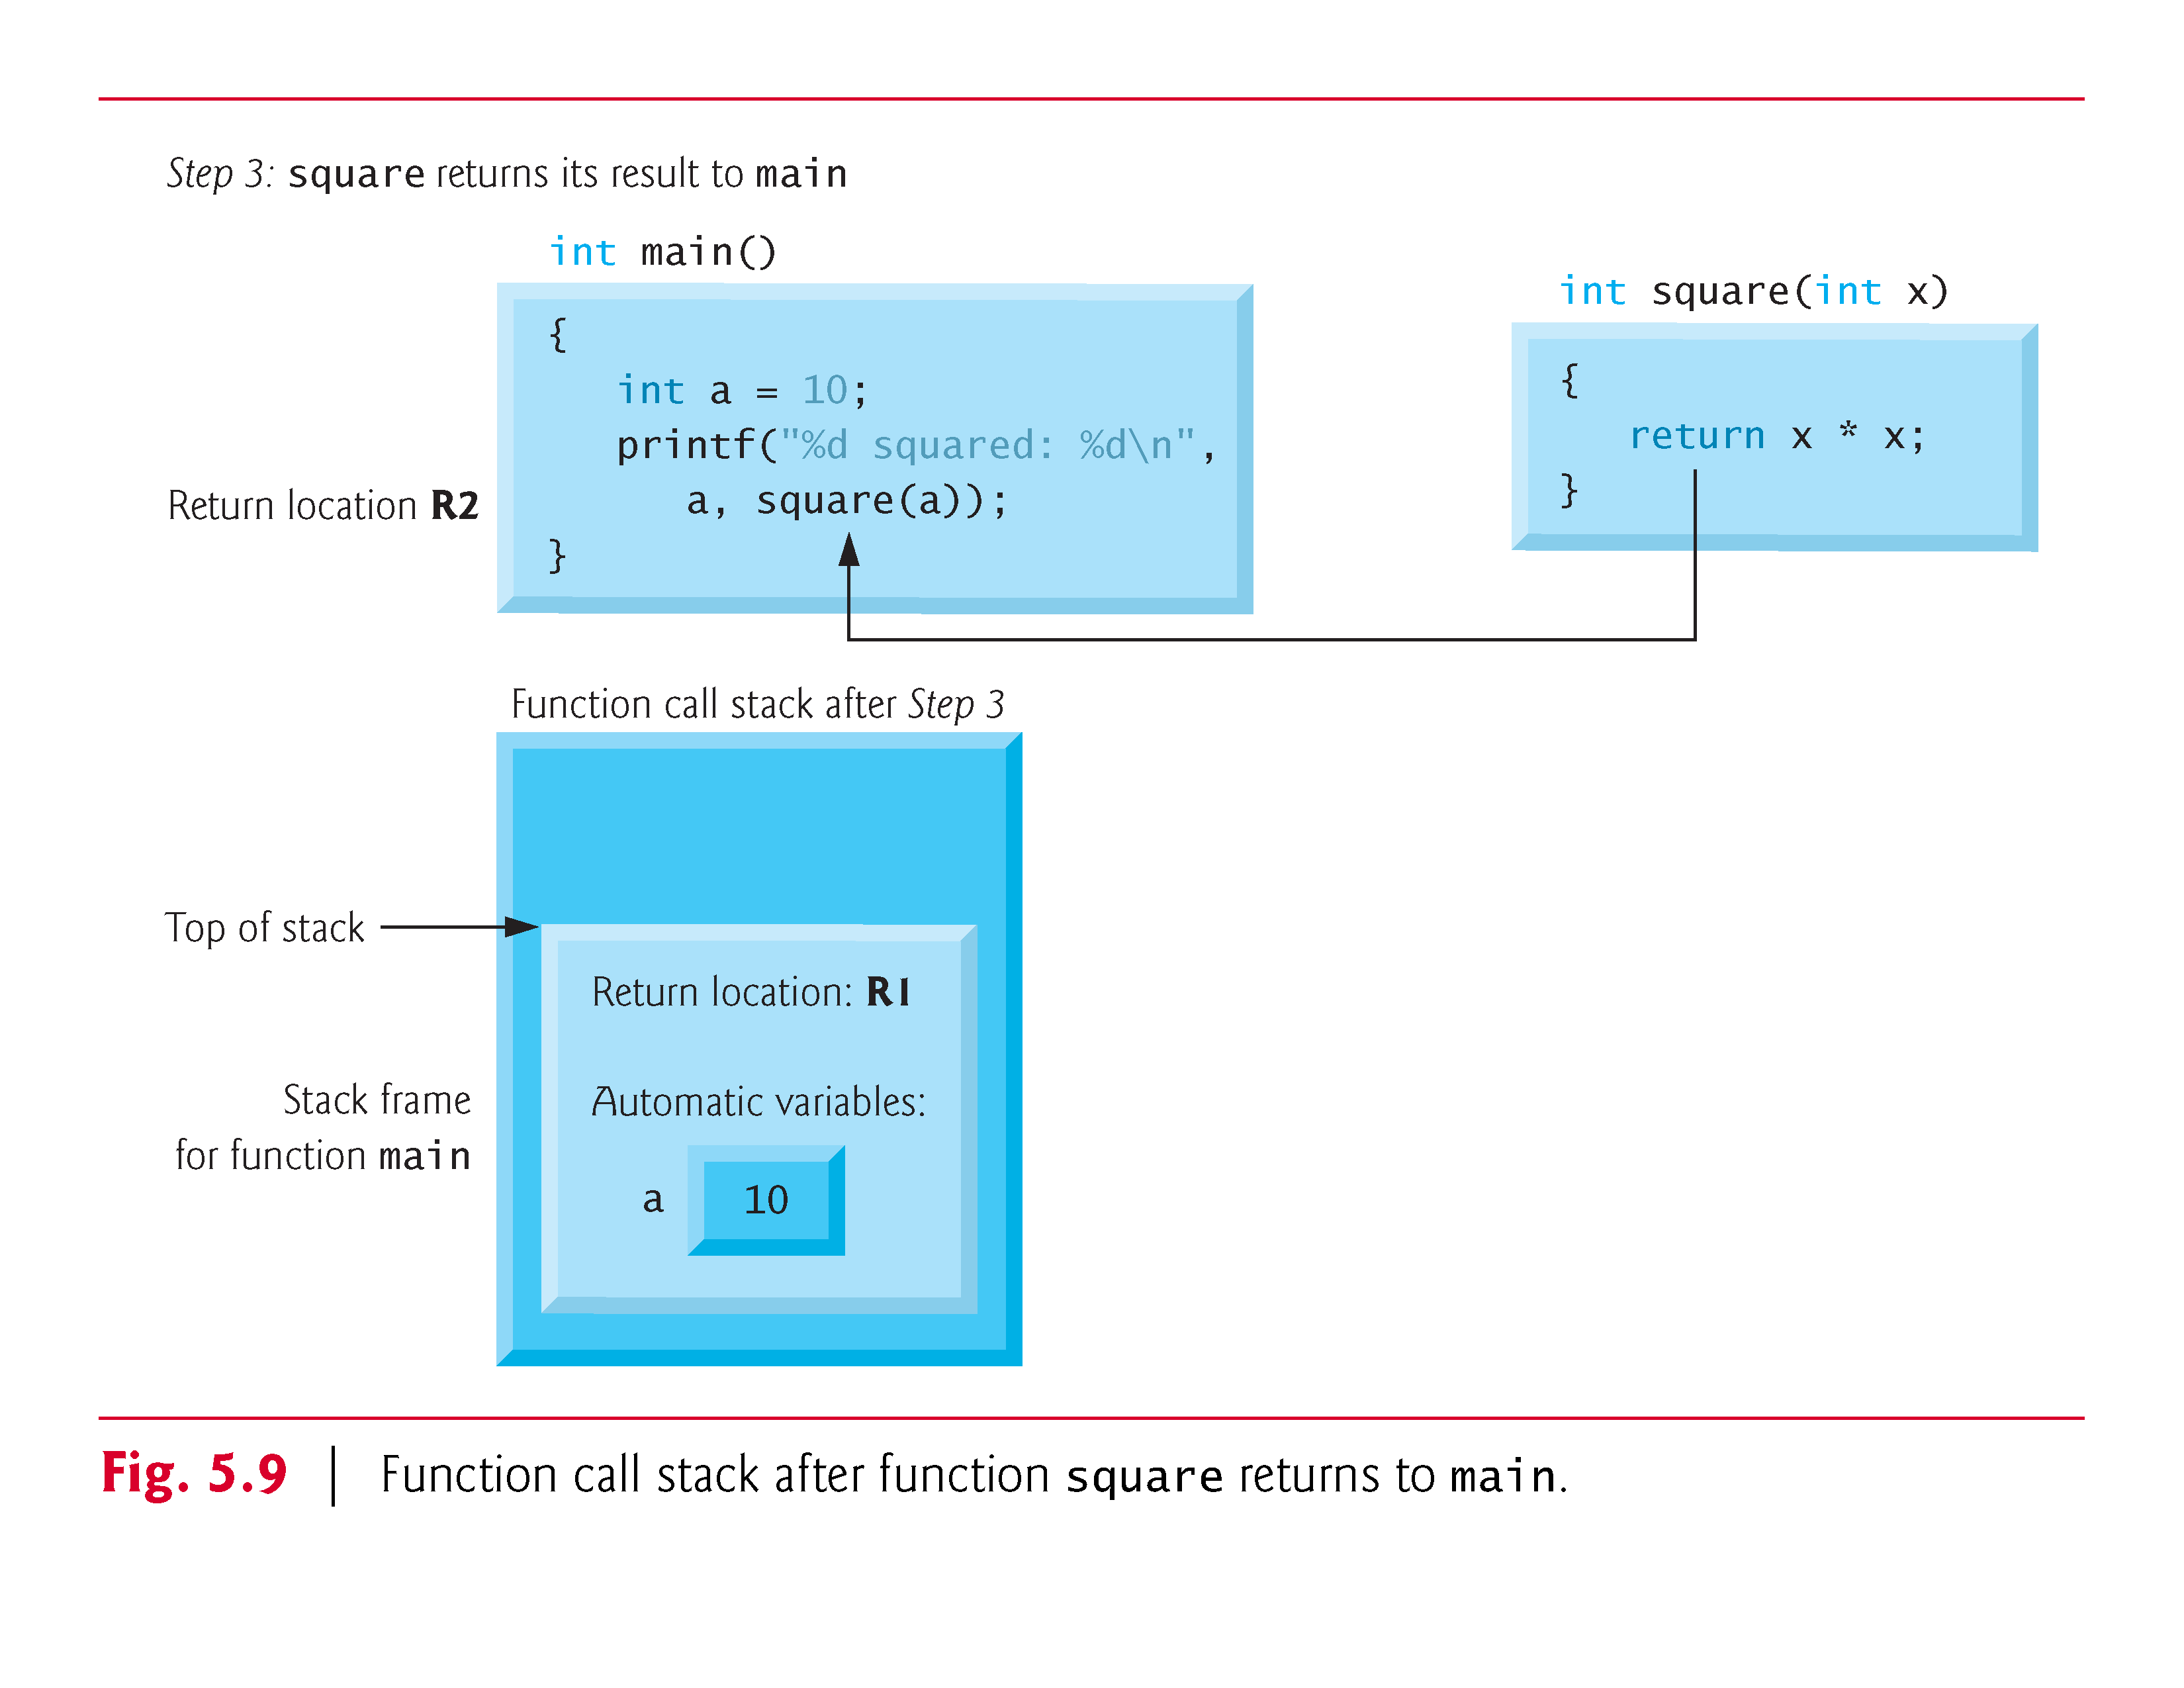 Step 3: square returns its result to main
int main()
{
int a = 10;
printf("%d squared: %d\n",
Return location R2
a, square(a));
}
int square(int x)
{
return x * x;
}
Function call stack after Step 3
Top of stack
Return location: R1
Stack frame
for function main
Automatic variables:
a 10
Fig. 5.9 | Function call stack after function square returns to main.